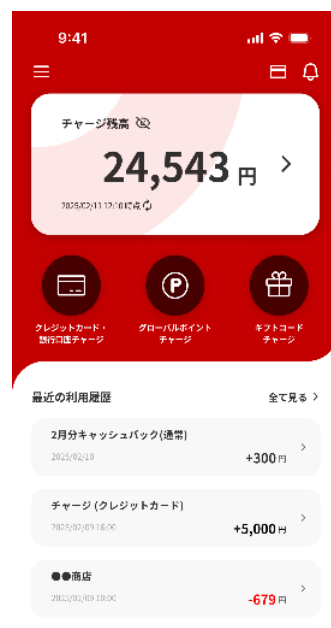 9:41
チャージ残高
24,543 円
2025/02/11 12:10時点
クレジットカード・
銀行口座チャージ
グローバルポイント
チャージ
ギフトコード
チャージ
最近の利用履歴
全て見る
2月分キャッシュバック(通常)
2025/02/10
+300円
チャージ (クレジットカード)
2025/02/09 16:00
+5,000円
●●商店
2025/02/09 10:00
-679円